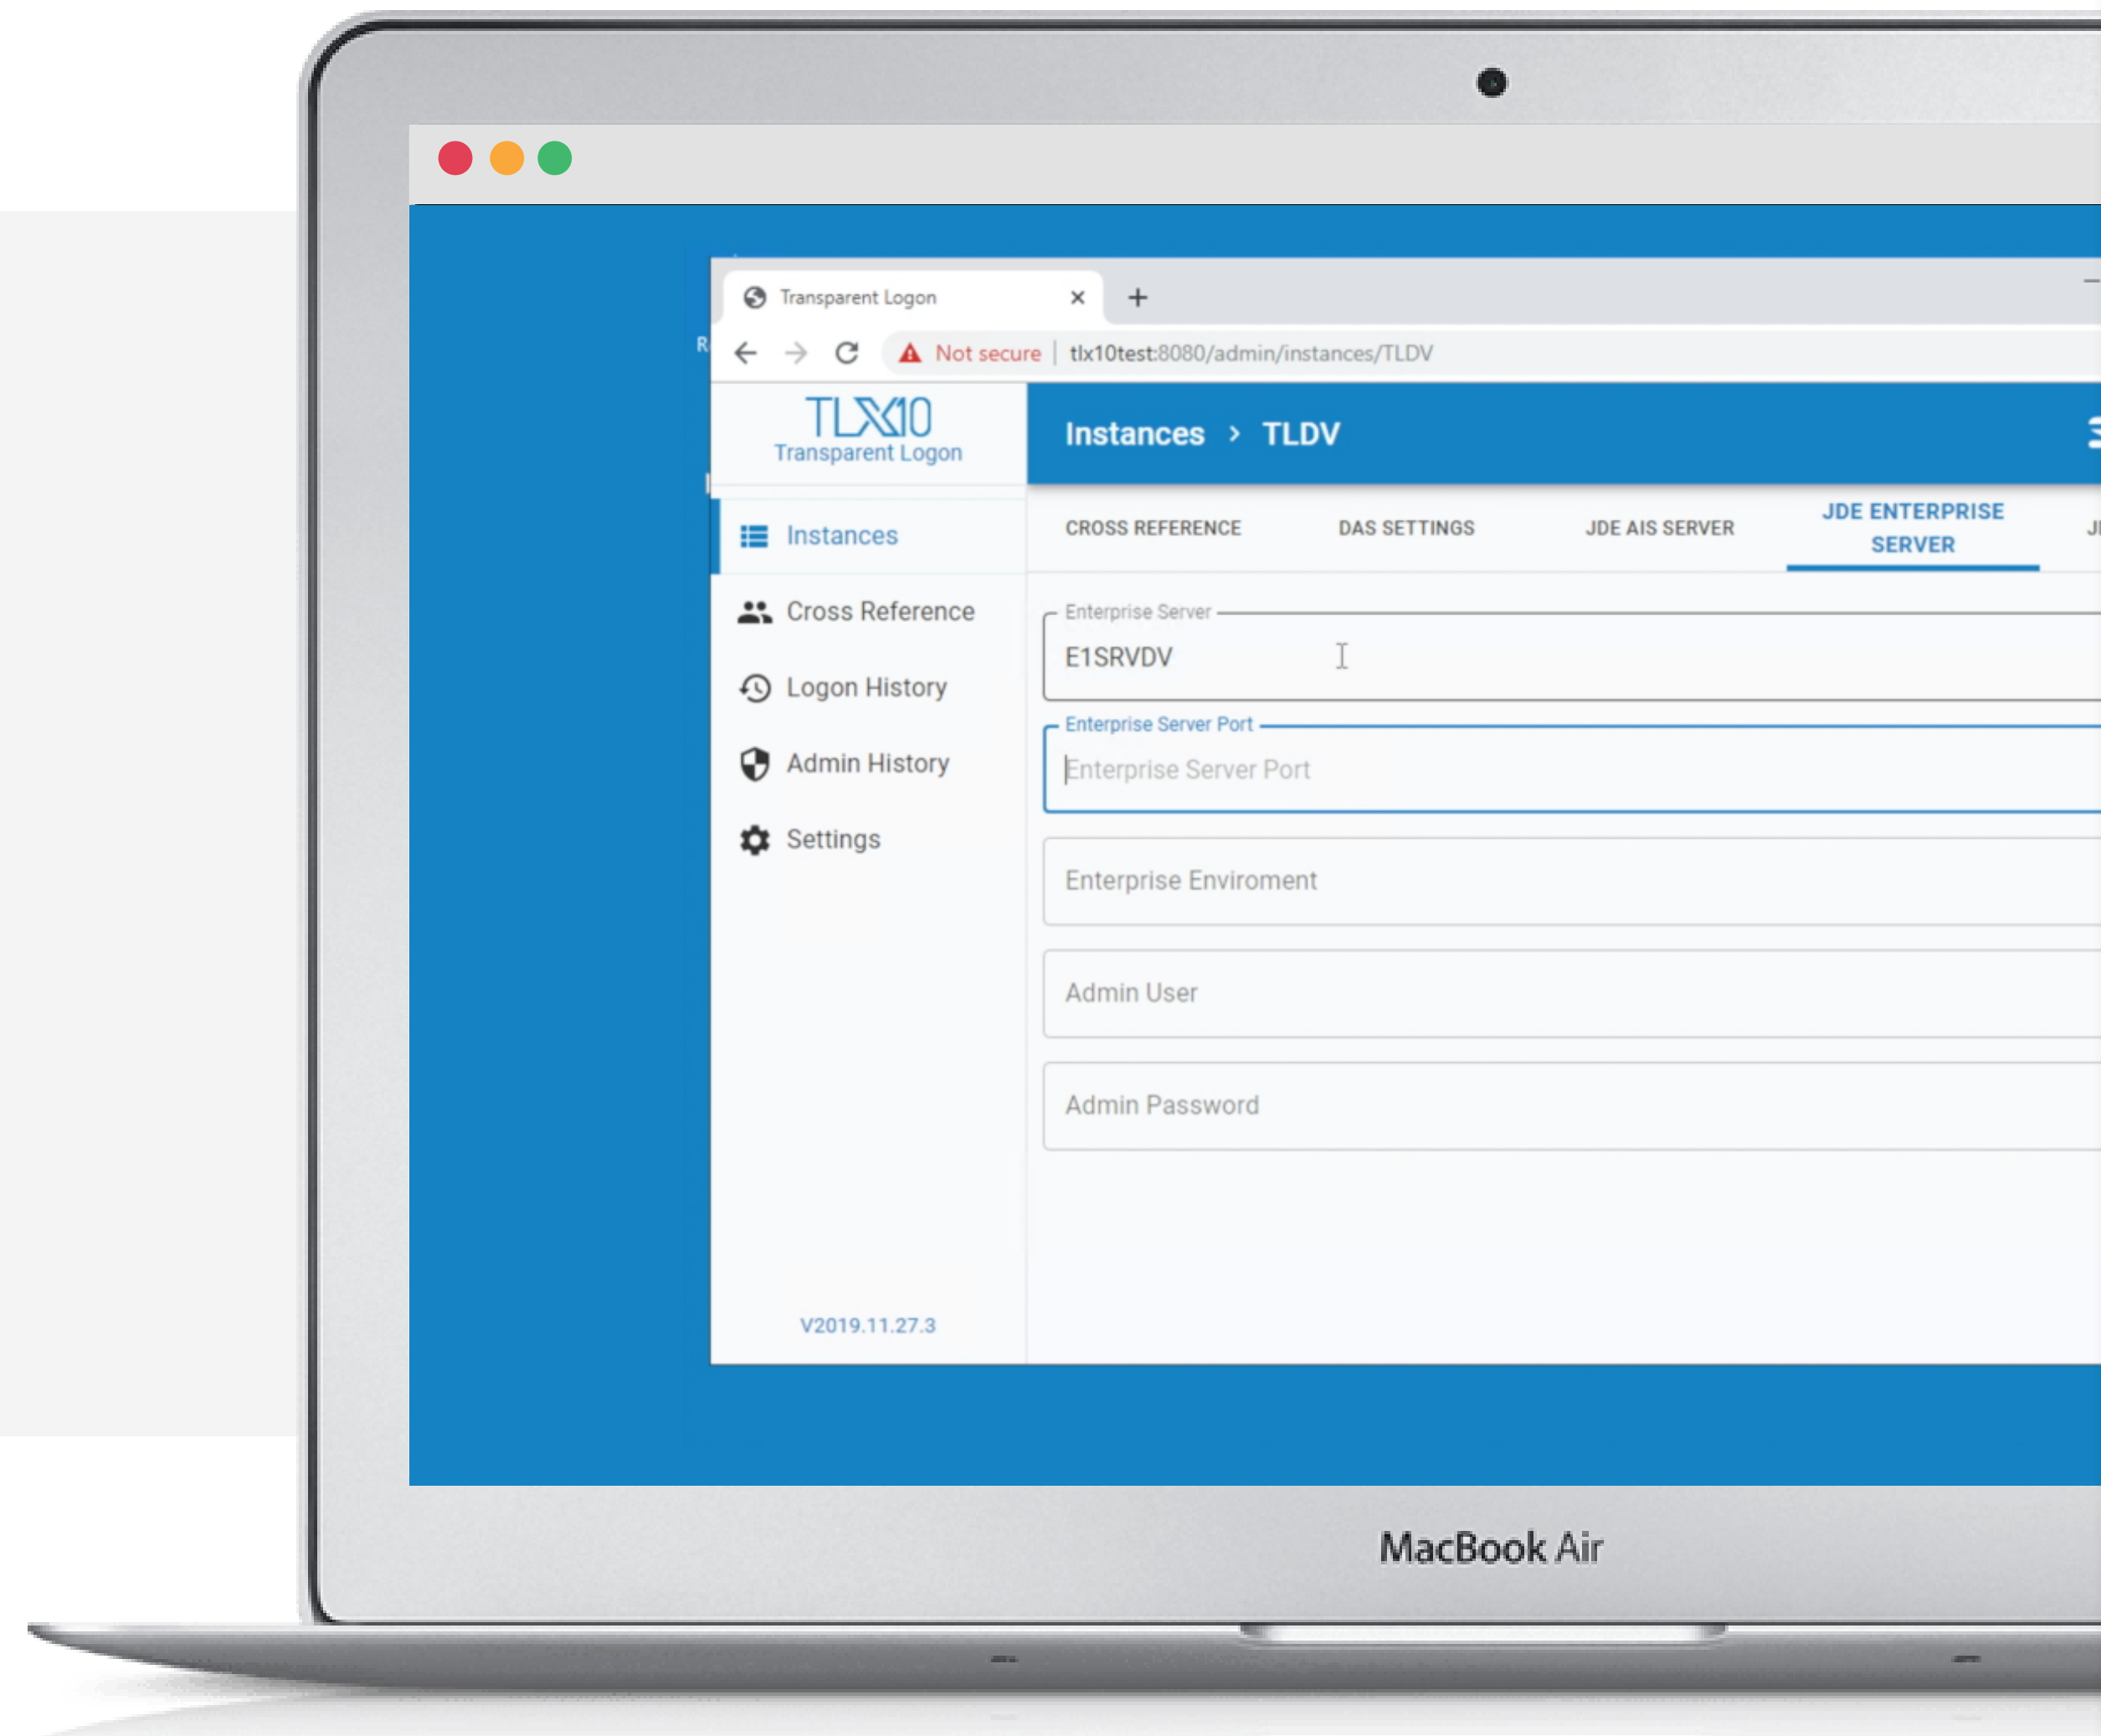 Transparent Logon
R
Not secure
tlx10test:8080/admin/instances/TLDV
TLX10
Transparent Logon
Instances > TLDV
Instances
Cross Reference
Logon History
Admin History
Settings
V2019.11.27.3
CROSS REFERENCE
DAS SETTINGS
JDE AIS SERVER
JDE ENTERPRISE
SERVER
Enterprise Server
E1SRVDV
Enterprise Server Port
Enterprise Server Port
Enterprise Enviroment
Admin User
Admin Password
MacBook Air